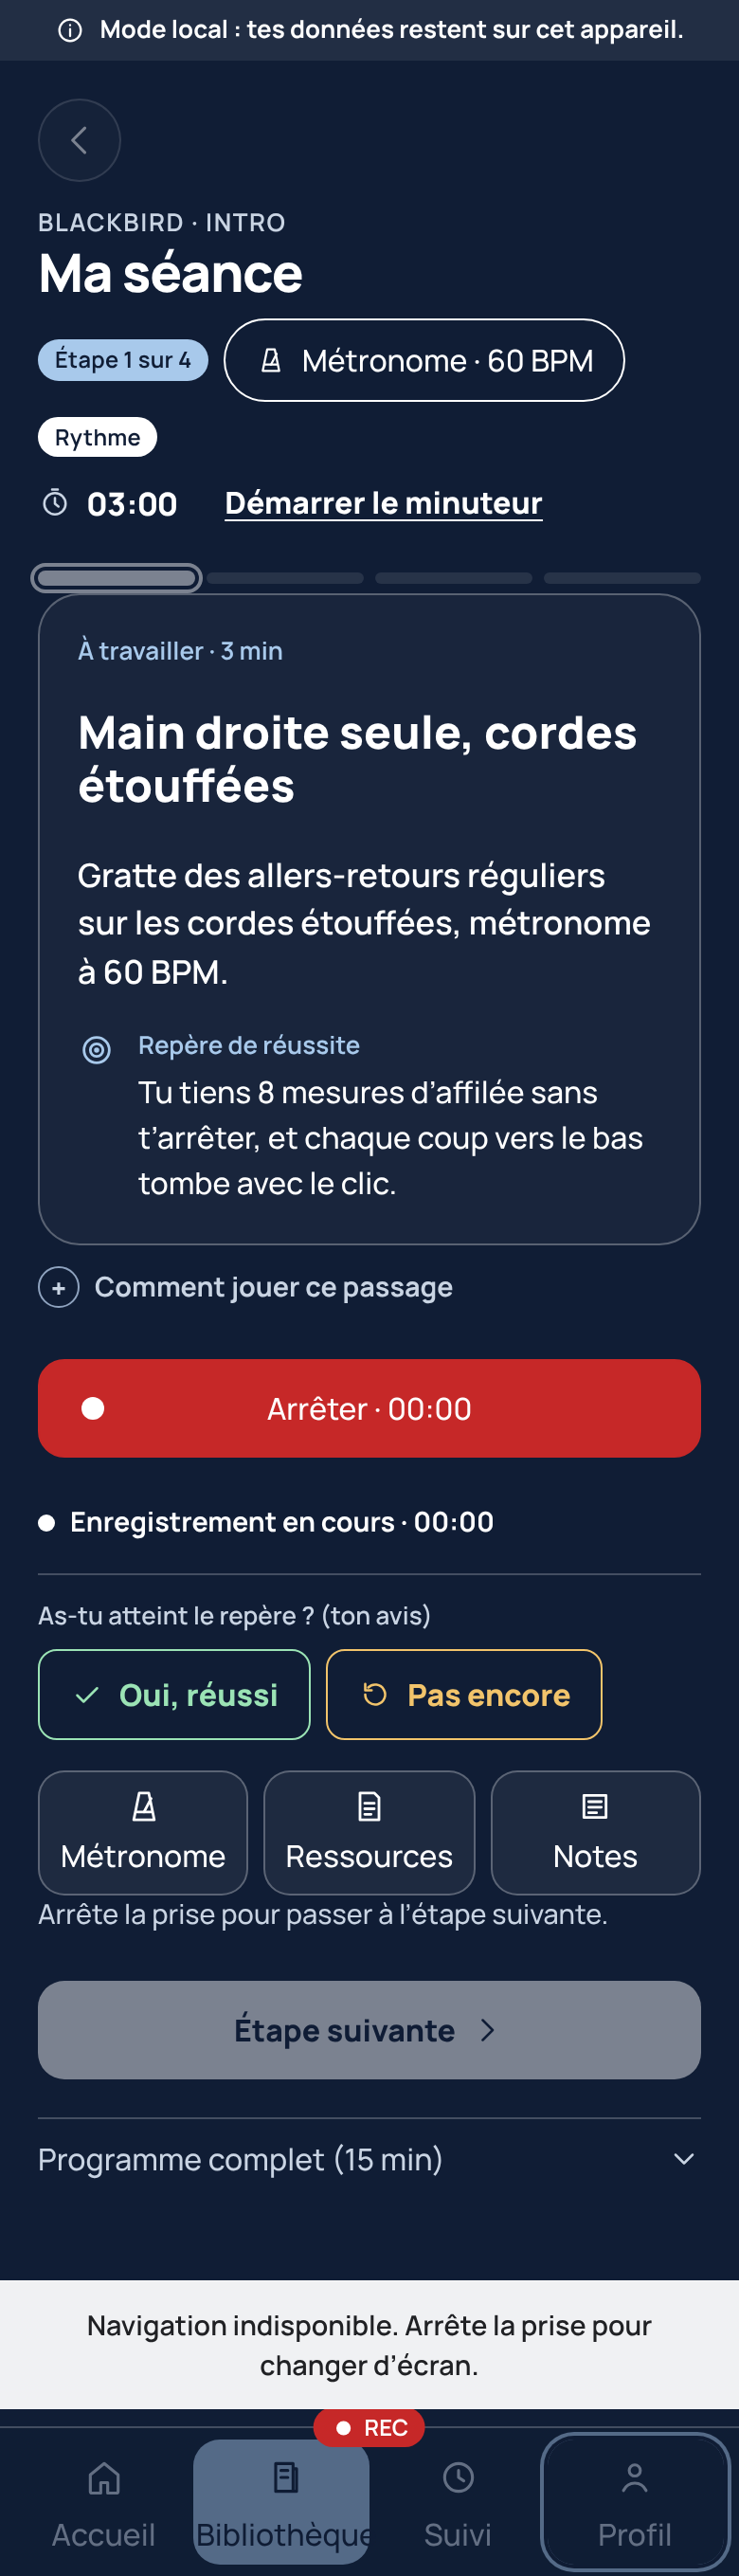 Mode local : tes données restent sur cet appareil.
BLACKBIRD · INTRO
Ma séance
Étape 1 sur 4
Métronome · 60 BPM
Rythme
03:00
Démarrer le minuteur
À travailler · 3 min
Main droite seule, cordes
étouffées
Gratte des allers-retours réguliers
sur les cordes étouffées, métronome
à 60 BPM.
Repère de réussite
Tu tiens 8 mesures d’affilée sans
t’arrêter, et chaque coup vers le bas
tombe avec le clic.
Comment jouer ce passage
Arrêter · 00:00
Enregistrement en cours · 00:00
As-tu atteint le repère ? (ton avis)
Oui, réussi
Pas encore
Métronome
Ressources
Notes
Arrête la prise pour passer à l’étape suivante.
Étape suivante
Programme complet (15 min)
Navigation indisponible. Arrête la prise pour
changer d’écran.
REC
Accueil
Bibliothèque
Suivi
Profil